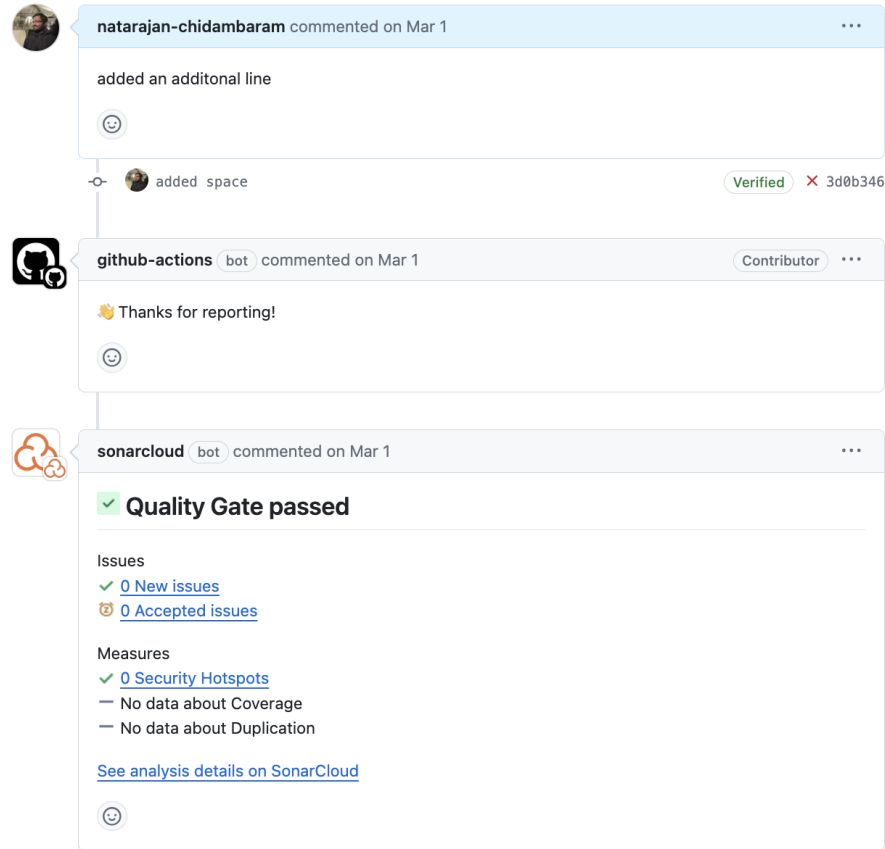 natarajan-chidambaram commented on Mar 1
added an additonal line
added space Verified 3d0b346
github-actions bot commented on Mar 1 Contributor
👋 Thanks for reporting!
sonarcloud bot commented on Mar 1
Quality Gate passed
Issues
0 New issues
0 Accepted issues
Measures
0 Security Hotspots
No data about Coverage
No data about Duplication
See analysis details on SonarCloud